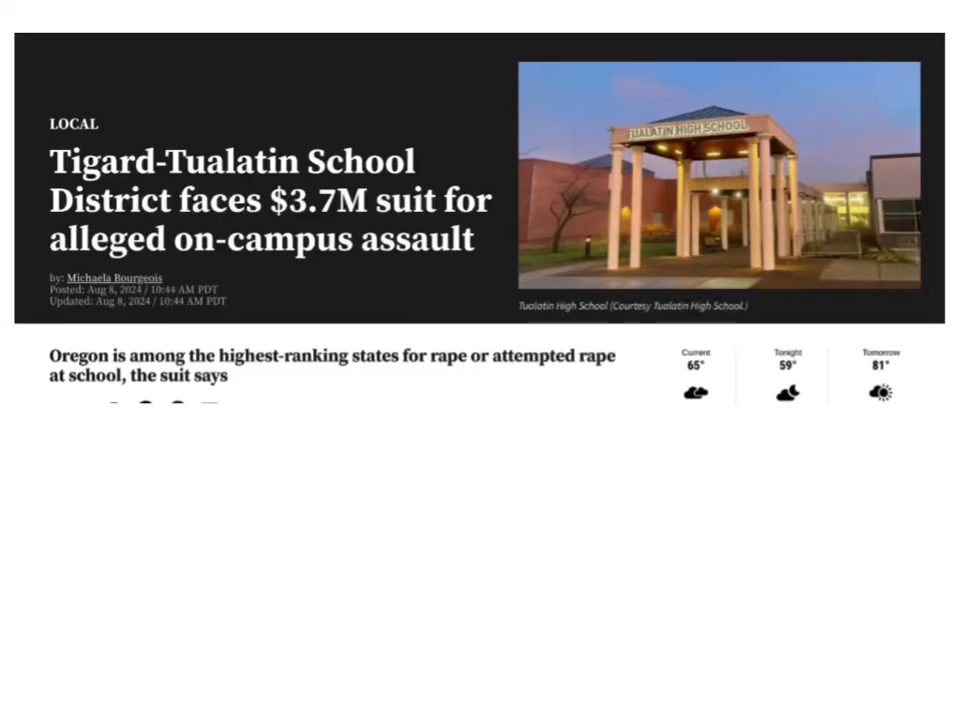 LOCAL
Tigard-Tualatin School
District faces $3.7M suit for
alleged on-campus assault
by: Michaela Bourgeois
Posted: Aug 8, 2024 / 10:44 AM PDT
Updated: Aug 8, 2024 / 10:44 AM PDT
TUALATIN HIGH SCHOOL
Tualatin High School (Courtesy Tualatin High School.)
Oregon is among the highest-ranking states for rape or attempted rape
at school, the suit says
Current
65°
Tonight
59°
Tomorrow
81°